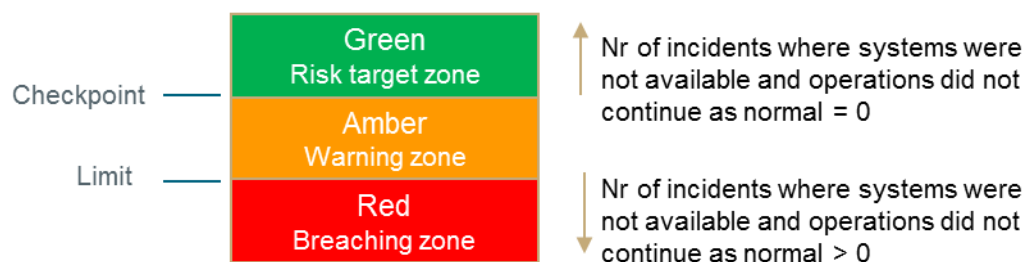 Green
Risk target zone
Checkpoint
Amber
Warning zone
Limit
Red
Breaching zone
Nr of incidents where systems were
not available and operations did not
continue as normal = 0
Nr of incidents where systems were
not available and operations did not
continue as normal > 0